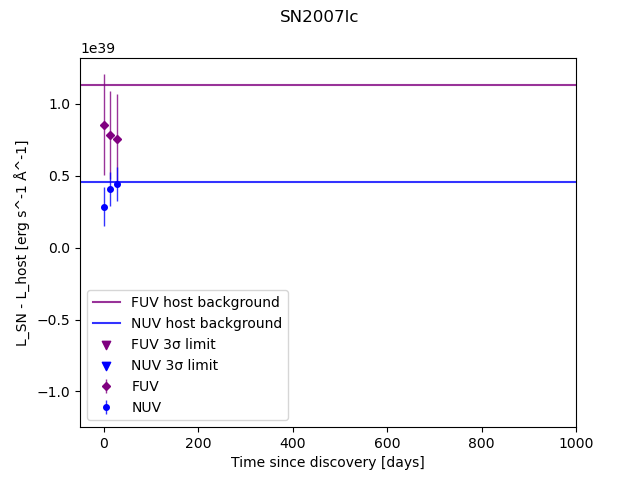 SN2007lc
1e39
1.0
0.5
0.0
−0.5
−1.0
L_SN - L_host [erg s^-1 Å^-1]
FUV host background
NUV host background
FUV 3σ limit
NUV 3σ limit
FUV
NUV
0 200 400 600 800 1000
Time since discovery [days]